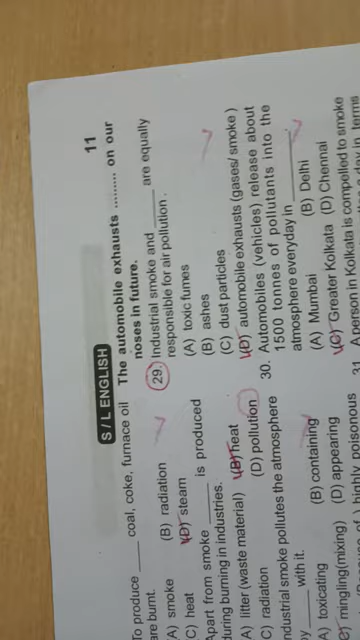 S / L ENGLISH
11
To produce ____ coal, coke, furnace oil
are burnt.
(A) smoke (B) radiation
(C) heat (D) steam
Apart from smoke ____ is produced
during burning in industries.
(A) litter (waste material) (B) heat
(C) radiation (D) pollution
Industrial smoke pollutes the atmosphere
by ____ with it.
(A) toxicating (B) containing
mingling(mixing) (D) appearing
highly poisonous
The automobile exhausts ......... on our
noses in future.
29. Industrial smoke and ____ are equally
responsible for air pollution.
(A) toxic fumes
(B) ashes
(C) dust particles
(D) automobile exhausts (gases/ smoke )
30. Automobiles (vehicles) release about
1500 tonnes of pollutants into the
atmosphere everyday in ____.
(A) Mumbai (B) Delhi
(C) Greater Kolkata (D) Chennai
31. A person in Kolkata is compelled to smoke
a day in terms